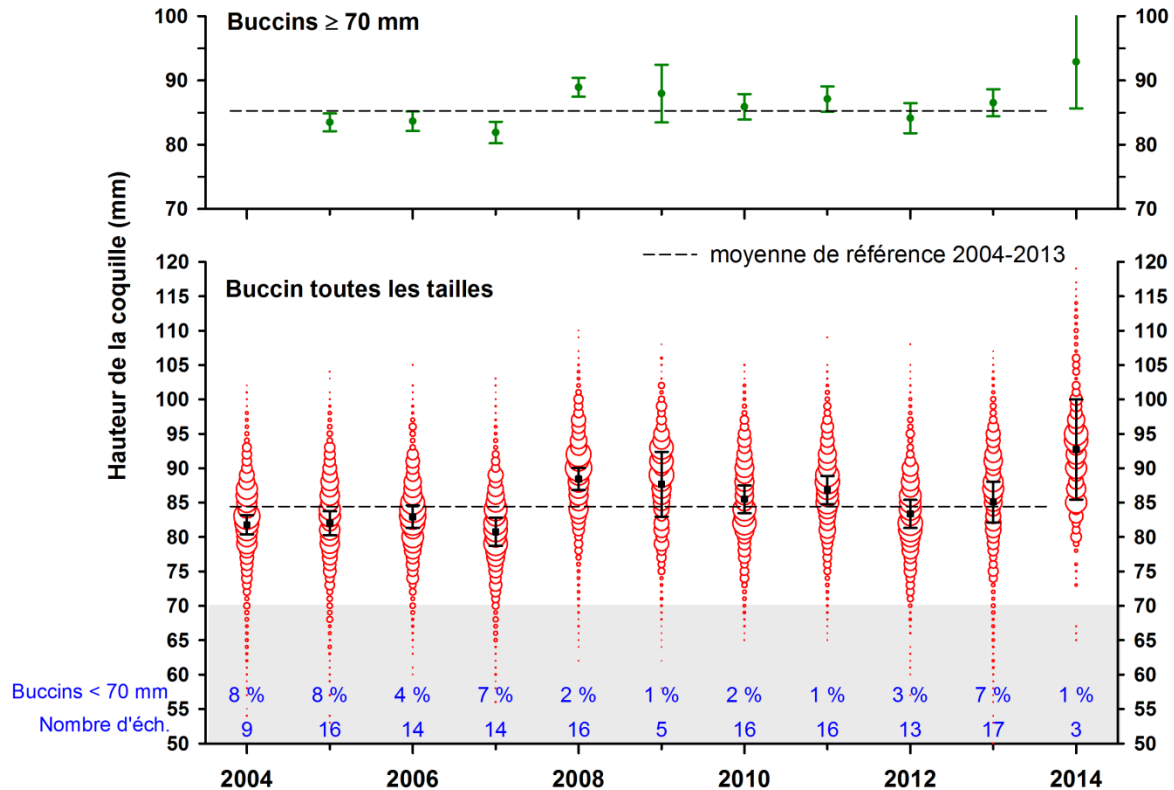 Buccins ≥ 70 mm
100 100
90 90
80 80
70 70
Hauteur de la coquille (mm)
moyenne de référence 2004-2013
Buccin toutes les tailles
120 120
115 115
110 110
105 105
100 100
95 95
90 90
85 85
80 80
75 75
70 70
65 65
60 60
55 55
50 50
Buccins < 70 mm 8 % 8 % 4 % 7 % 2 % 1 % 2 % 1 % 3 % 7 % 1 %
Nombre d'éch. 9 16 14 14 16 5 16 16 13 17 3
2004 2006 2008 2010 2012 2014